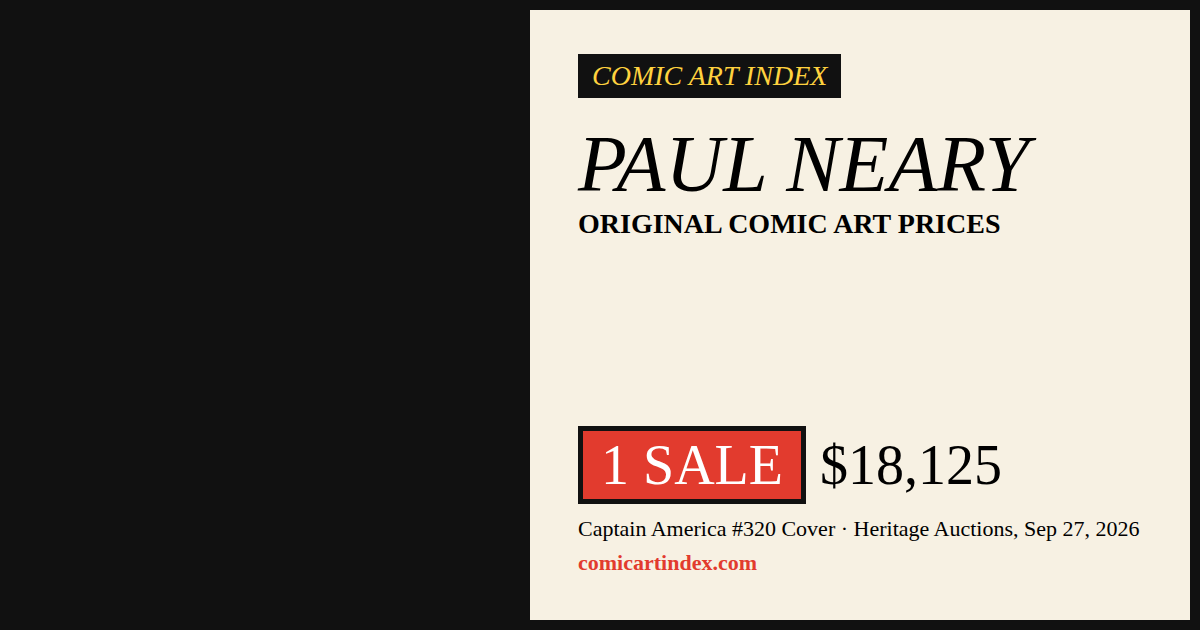 COMIC ART INDEX
PAUL NEARY
ORIGINAL COMIC ART PRICES
1 SALE $18,125
Captain America #320 Cover · Heritage Auctions, Sep 27, 2026
comicartindex.com